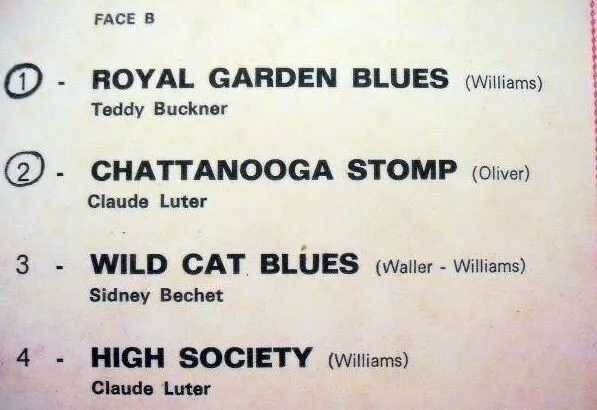 FACE B
1 - ROYAL GARDEN BLUES (Williams)
Teddy Buckner
2 - CHATTANOOGA STOMP (Oliver)
Claude Luter
3 - WILD CAT BLUES (Waller - Williams)
Sidney Bechet
4 - HIGH SOCIETY (Williams)
Claude Luter